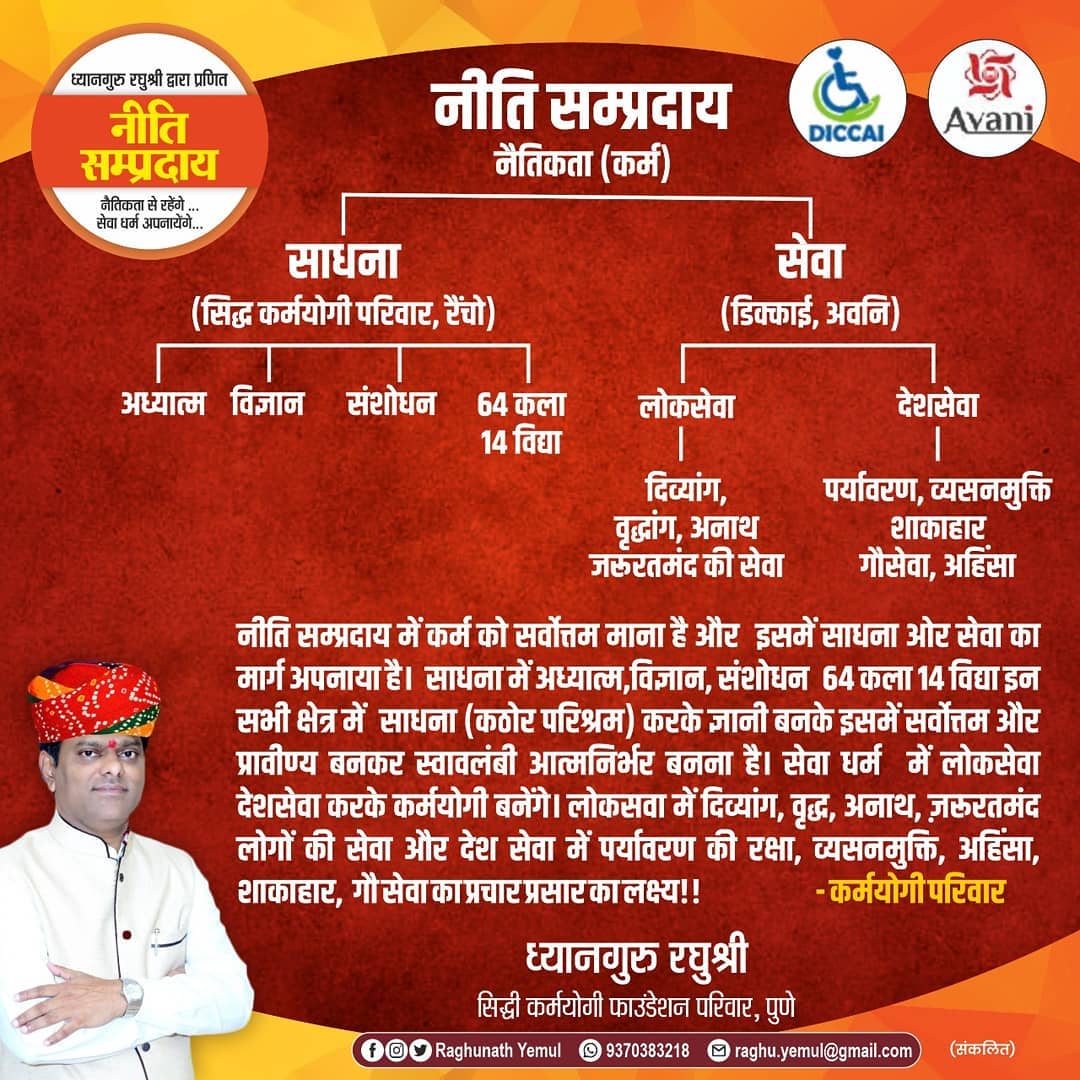 ध्यानगुरु रघुश्री द्वारा प्रणित
नीति
सम्प्रदाय
नैतिकता से रहेंगे ...
सेवा धर्म अपनायेंगे...
नीति सम्प्रदाय
नैतिकता (कर्म)
DICCAI
Avani
साधना
(सिद्ध कर्मयोगी परिवार, रैंचो)
सेवा
(डिक्काई, अवनि)
अध्यात्म विज्ञान संशोधन 64 कला
14 विद्या
लोकसेवा
देशसेवा
दिव्यांग,
वृद्धांग, अनाथ
जरूरतमंद की सेवा
पर्यावरण, व्यसनमुक्ति
शाकाहार
गौसेवा, अहिंसा
नीति सम्प्रदाय में कर्म को सर्वोत्तम माना है और इसमें साधना ओर सेवा का
मार्ग अपनाया है। साधना में अध्यात्म,विज्ञान, संशोधन 64 कला 14 विद्या इन
सभी क्षेत्र में साधना (कठोर परिश्रम) करके ज्ञानी बनके इसमें सर्वोत्तम और
प्रावीण्य बनकर स्वावलंबी आत्मनिर्भर बनना है। सेवा धर्म में लोकसेवा
देशसेवा करके कर्मयोगी बनेंगे। लोकसवा में दिव्यांग, वृद्ध, अनाथ, ज़रूरतमंद
लोगों की सेवा और देश सेवा में पर्यावरण की रक्षा, व्यसनमुक्ति, अहिंसा,
शाकाहार, गौ सेवा का प्रचार प्रसार का लक्ष्य!! - कर्मयोगी परिवार
ध्यानगुरु रघुश्री
सिद्धी कर्मयोगी फाउंडेशन परिवार, पुणे
Raghunath Yemul 9370383218 raghu.yemul@gmail.com (संकलित)